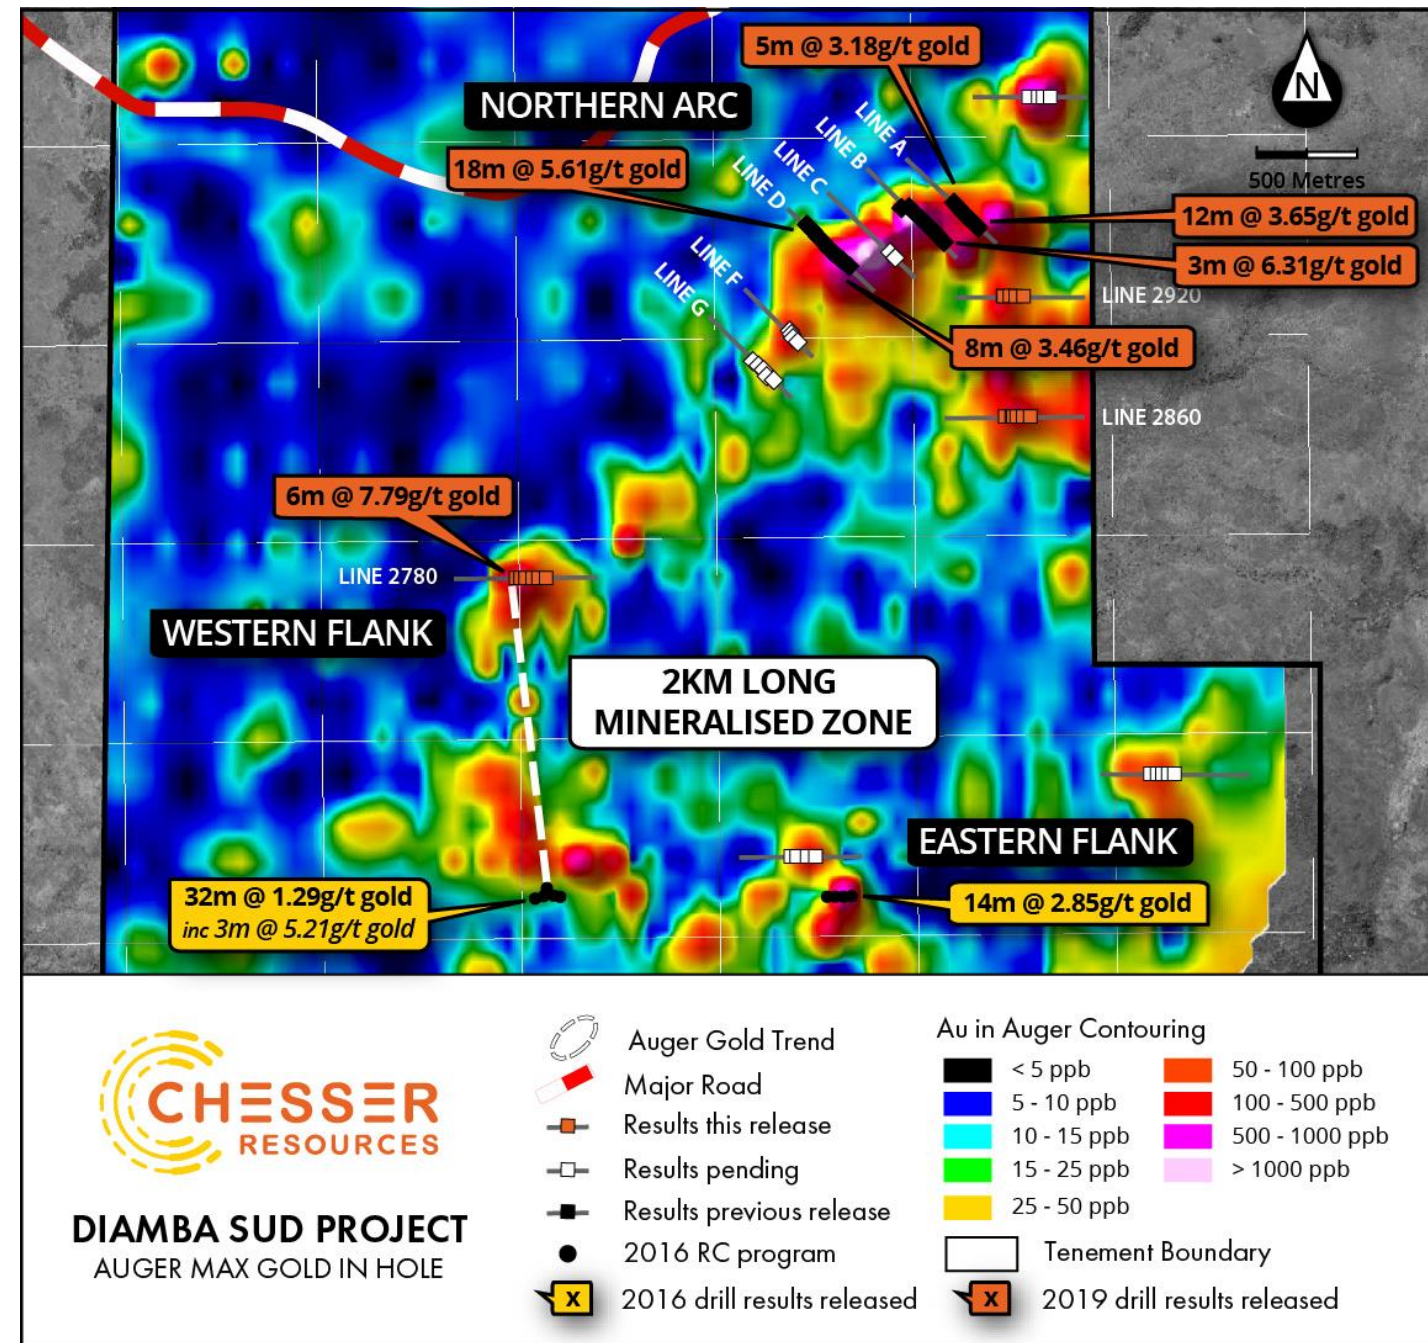 5m @ 3.18g/t gold
NORTHERN ARC
N
500 Metres
18m @ 5.61g/t gold
LINE A
LINE B
LINE C
LINE D
12m @ 3.65g/t gold
3m @ 6.31g/t gold
LINE F
LINE G
LINE 2920
8m @ 3.46g/t gold
LINE 2860
6m @ 7.79g/t gold
LINE 2780
WESTERN FLANK
2KM LONG
MINERALISED ZONE
EASTERN FLANK
32m @ 1.29g/t gold
inc 3m @ 5.21g/t gold
14m @ 2.85g/t gold
CHESSER
RESOURCES
DIAMBA SUD PROJECT
AUGER MAX GOLD IN HOLE
Auger Gold Trend
Major Road
Results this release
Results pending
Results previous release
2016 RC program
X 2016 drill results released
Au in Auger Contouring
< 5 ppb
5 - 10 ppb
10 - 15 ppb
15 - 25 ppb
25 - 50 ppb
50 - 100 ppb
100 - 500 ppb
500 - 1000 ppb
> 1000 ppb
Tenement Boundary
X 2019 drill results released